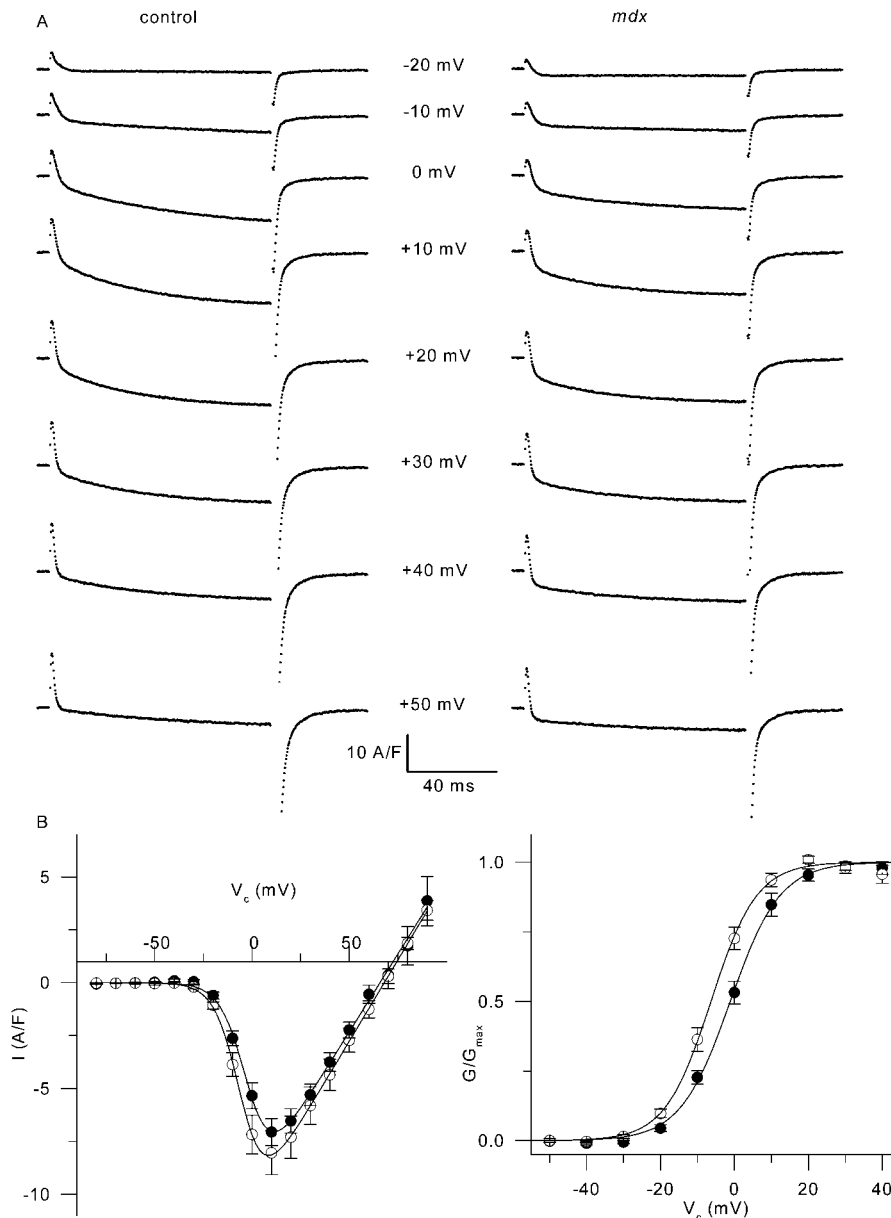 A
control
mdx
-20 mV
-10 mV
0 mV
+10 mV
+20 mV
+30 mV
+40 mV
+50 mV
10 A/F
40 ms
B
5
0
-5
-10
I (A/F)
V_c (mV)
-50
0
50
1.0
0.5
0.0
G/G_max
-40
-20
0
20
40
V_c (mV)